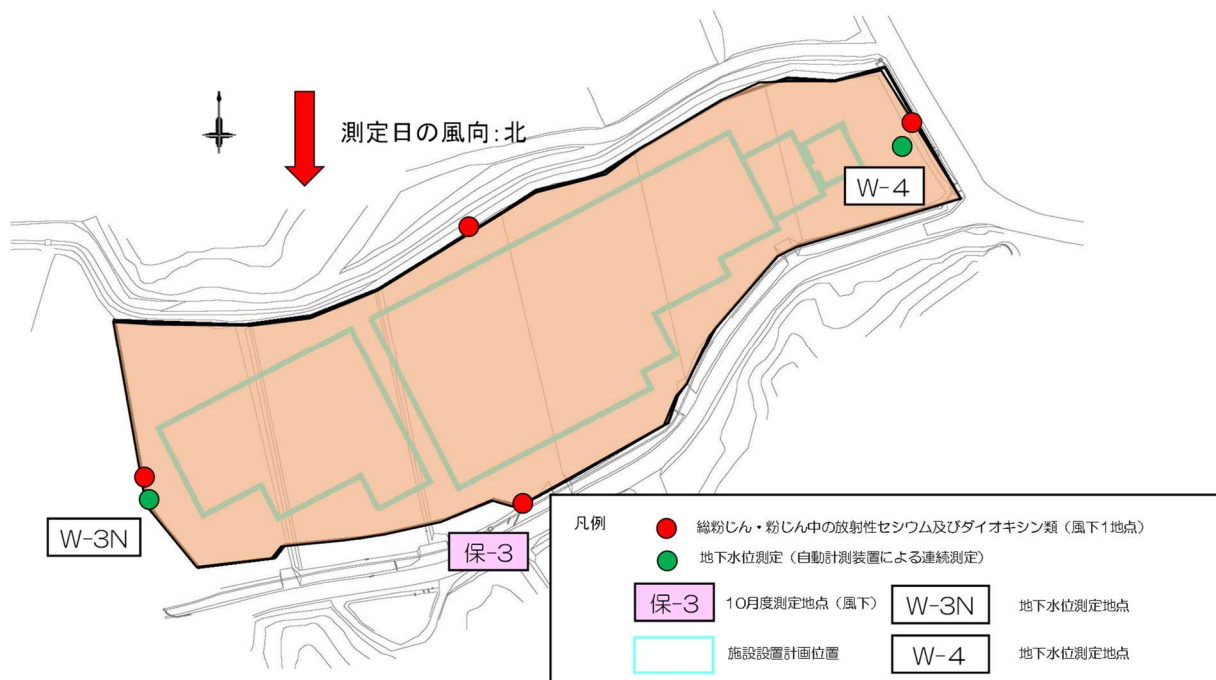 測定日の風向:北
W-4
W-3N
保-3
凡例
総粉じん・粉じん中の放射性セシウム及びダイオキシン類（風下1地点）
地下水位測定（自動計測装置による連続測定）
保-3 10月度測定地点（風下） W-3N 地下水位測定地点
施設設置計画位置 W-4 地下水位測定地点